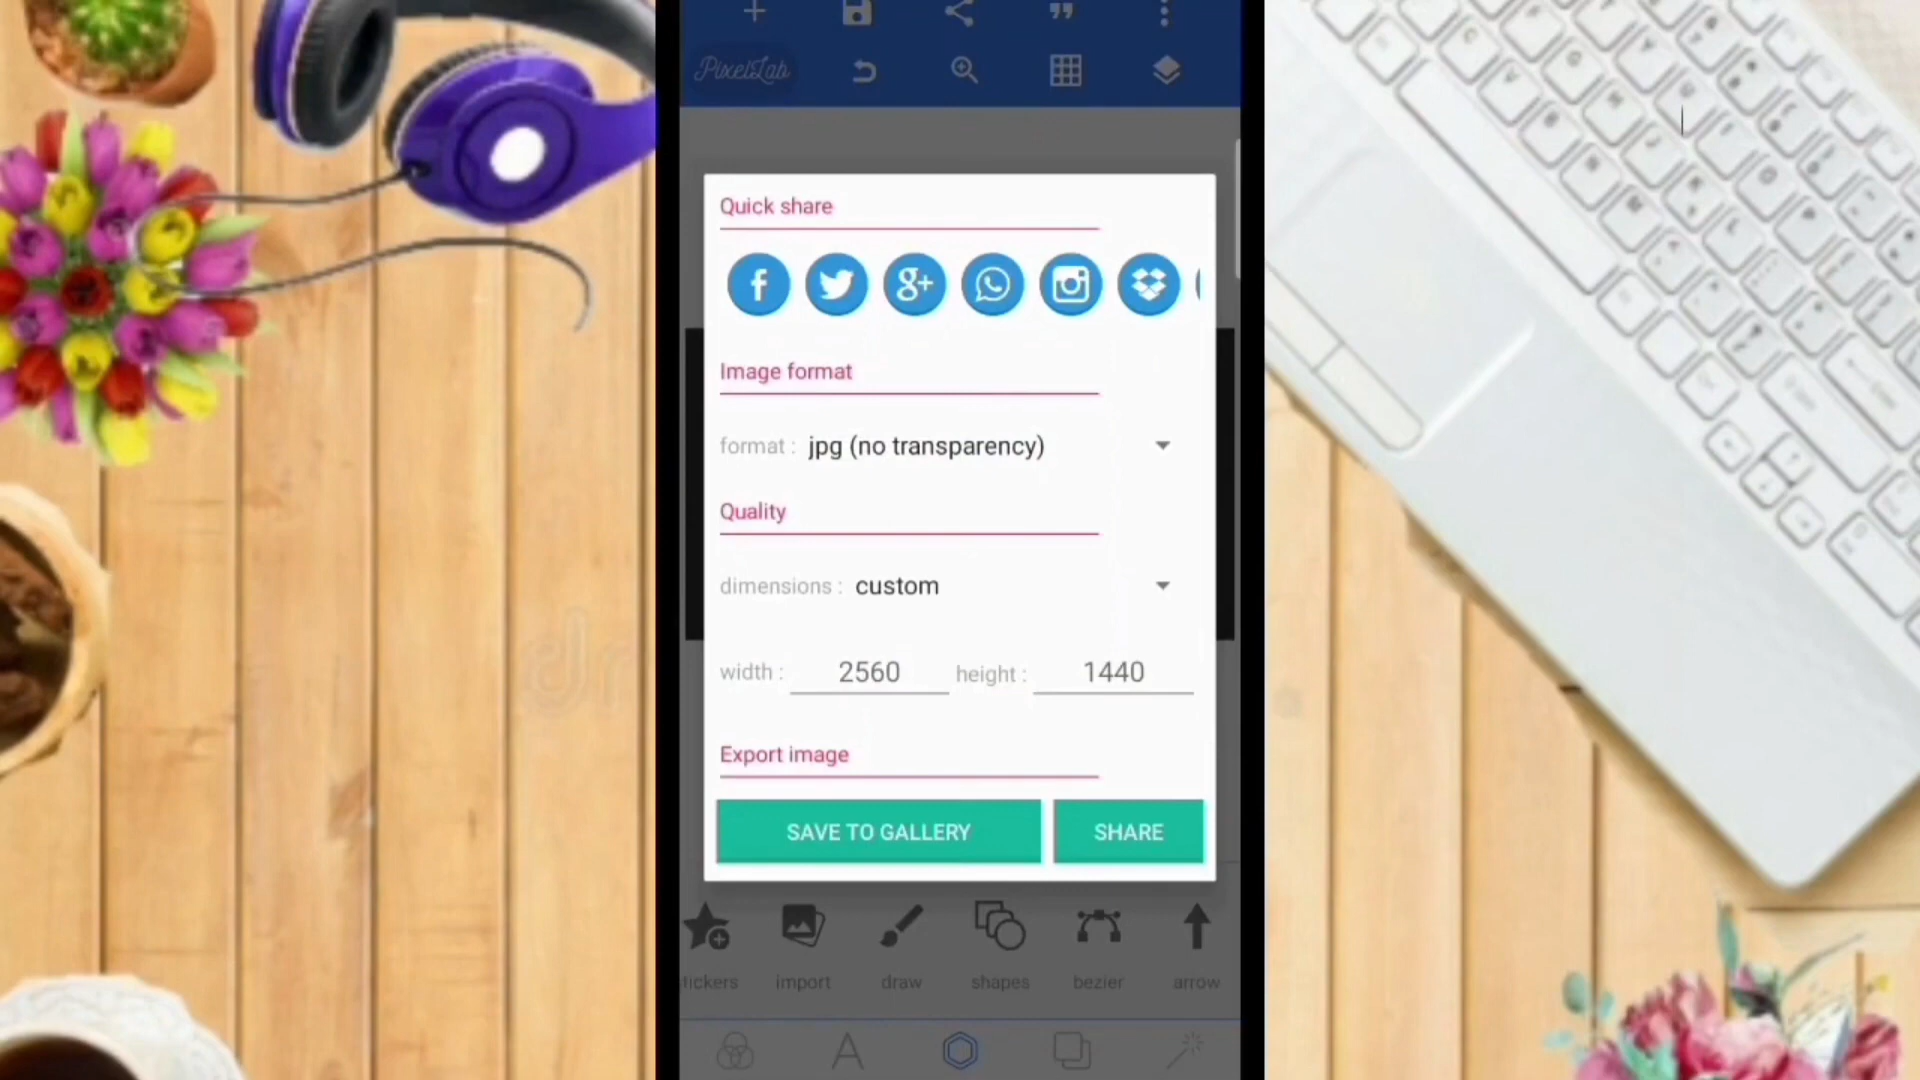 PixelLab
Quick share
Image format
format : jpg (no transparency)
Quality
dimensions : custom
width : 2560 height : 1440
Export image
SAVE TO GALLERY SHARE
tickers import draw shapes bezier arrow